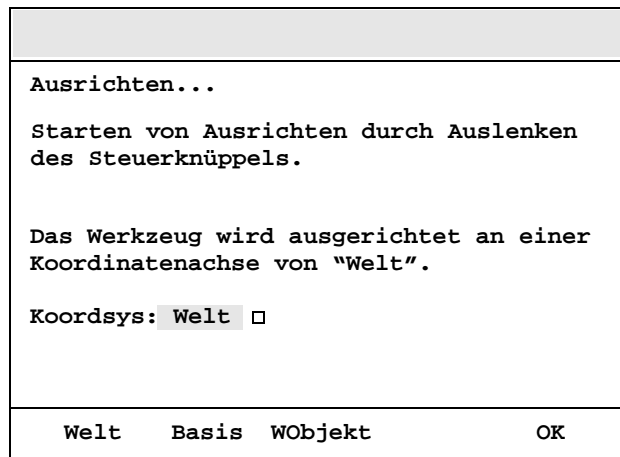 Ausrichten...
Starten von Ausrichten durch Auslenken
des Steuerknüppels.
Das Werkzeug wird ausgerichtet an einer
Koordinatenachse von “Welt”.
Koordsys: Welt
Welt Basis WObjekt OK